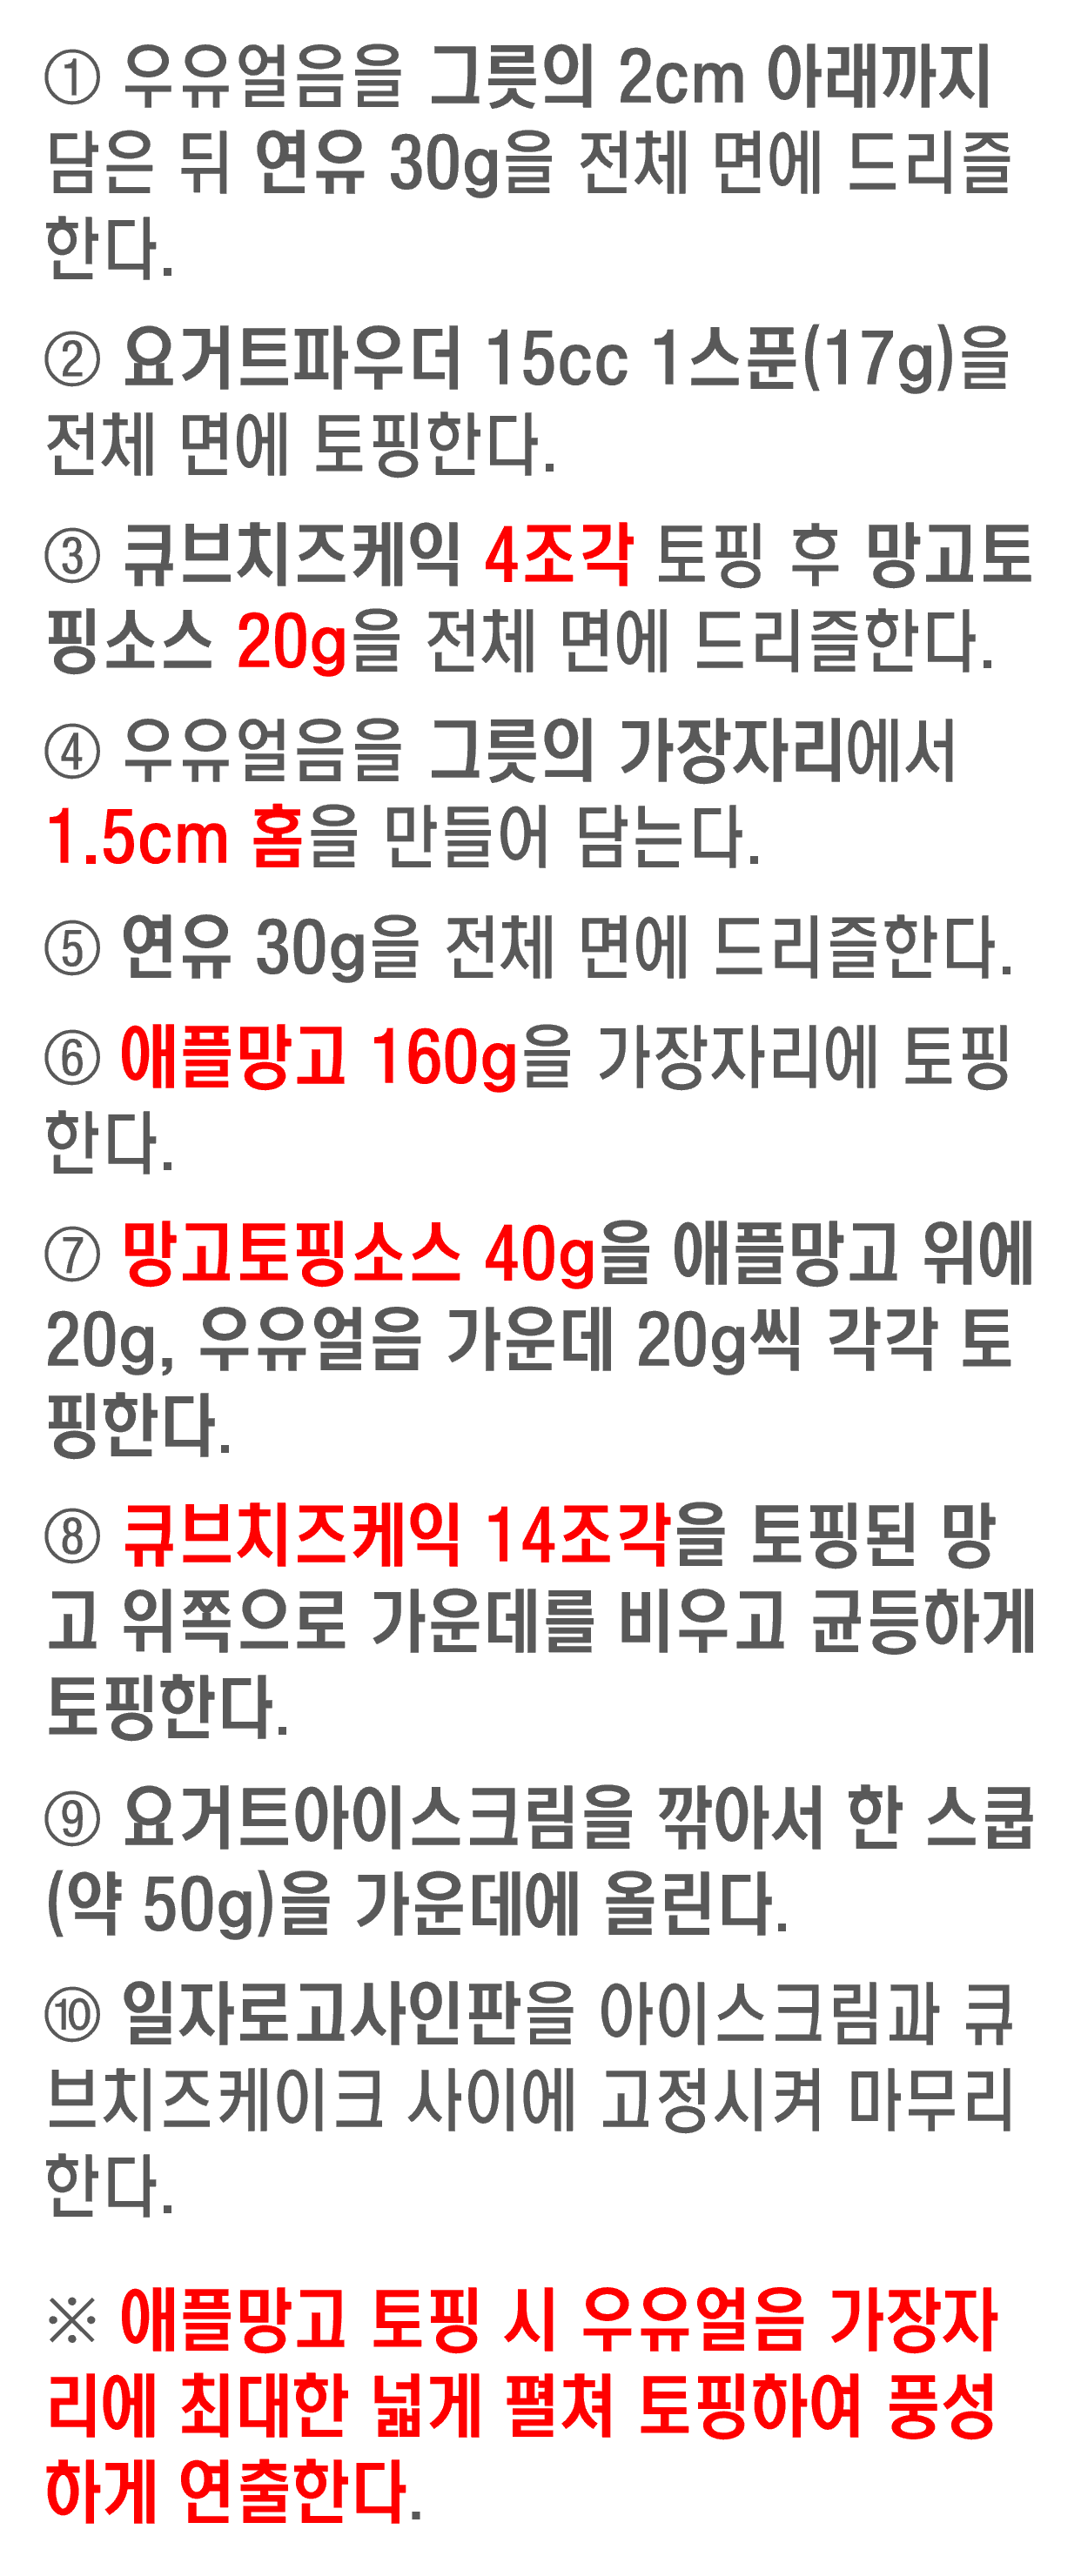 ① 우유얼음을 그릇의 2cm 아래까지
담은 뒤 연유 30g을 전체 면에 드리즐
한다.
② 요거트파우더 15cc 1스푼(17g)을
전체 면에 토핑한다.
③ 큐브치즈케익 4조각 토핑 후 망고토
핑소스 20g을 전체 면에 드리즐한다.
④ 우유얼음을 그릇의 가장자리에서
1.5cm 홈을 만들어 담는다.
⑤ 연유 30g을 전체 면에 드리즐한다.
⑥ 애플망고 160g을 가장자리에 토핑
한다.
⑦ 망고토핑소스 40g을 애플망고 위에
20g, 우유얼음 가운데 20g씩 각각 토
핑한다.
⑧ 큐브치즈케익 14조각을 토핑된 망
고 위쪽으로 가운데를 비우고 균등하게
토핑한다.
⑨ 요거트아이스크림을 깎아서 한 스쿱
(약 50g)을 가운데에 올린다.
⑩ 일자로고사인판을 아이스크림과 큐
브치즈케이크 사이에 고정시켜 마무리
한다.
※ 애플망고 토핑 시 우유얼음 가장자
리에 최대한 넓게 펼쳐 토핑하여 풍성
하게 연출한다.